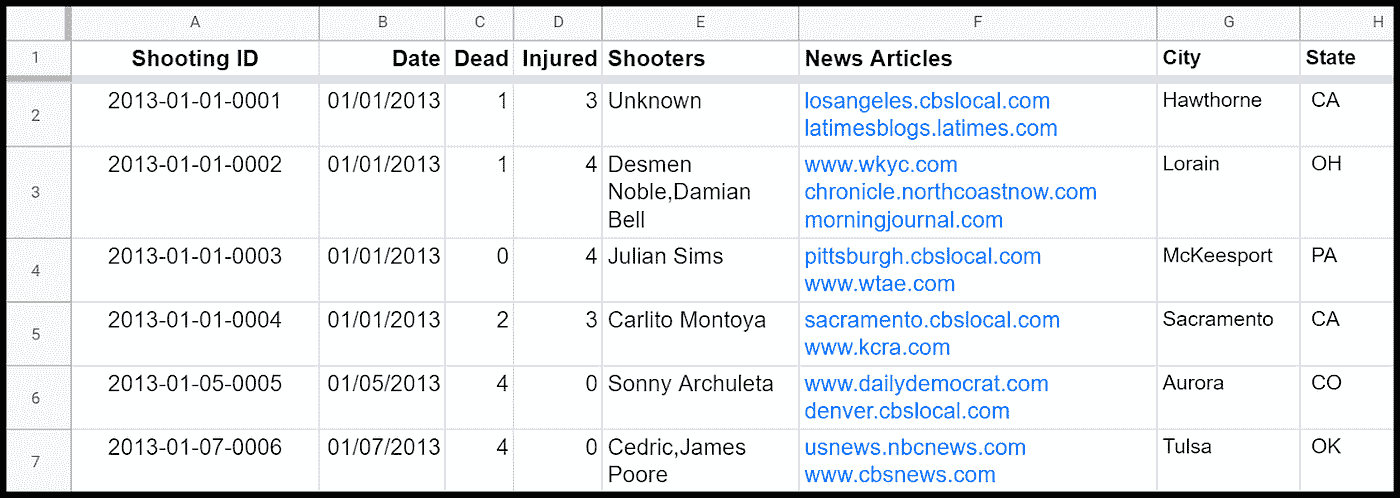 A B C D E F G H
1 Shooting ID Date Dead Injured Shooters News Articles City State
2 2013-01-01-0001 01/01/2013 1 3 Unknown losangeles.cbslocal.com Hawthorne CA
latimesblogs.latimes.com
3 2013-01-01-0002 01/01/2013 1 4 Desmen www.wkyc.com Lorain OH
Noble,Damian chronicle.northcoastnow.com
Bell morningjournal.com
4 2013-01-01-0003 01/01/2013 0 4 Julian Sims pittsburgh.cbslocal.com McKeesport PA
www.wtae.com
5 2013-01-01-0004 01/01/2013 2 3 Carlito Montoya sacramento.cbslocal.com Sacramento CA
www.kcra.com
6 2013-01-05-0005 01/05/2013 4 0 Sonny Archuleta www.dailydemocrat.com Aurora CO
denver.cbslocal.com
7 2013-01-07-0006 01/07/2013 4 0 Cedric,James usnews.nbcnews.com Tulsa OK
Poore www.cbsnews.com